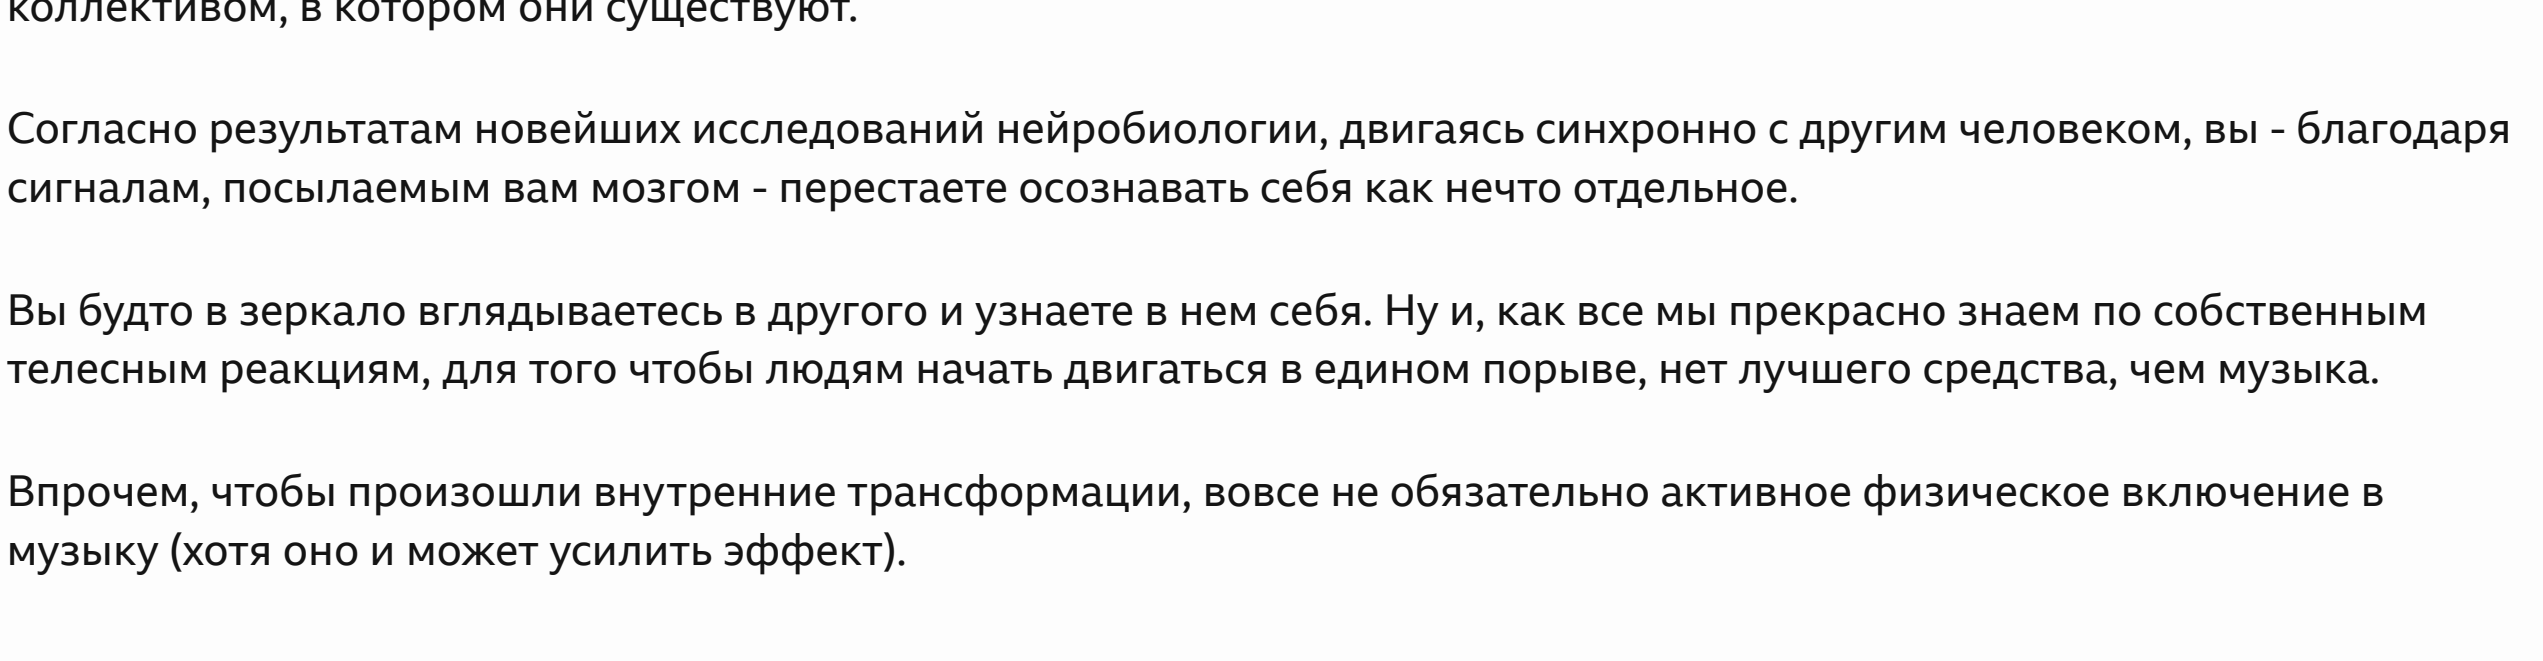 коллективом, в котором они существуют.
Согласно результатам новейших исследований нейробиологии, двигаясь синхронно с другим человеком, вы - благодаря
сигналам, посылаемым вам мозгом - перестаете осознавать себя как нечто отдельное.
Вы будто в зеркало вглядываетесь в другого и узнаете в нем себя. Ну и, как все мы прекрасно знаем по собственным
телесным реакциям, для того чтобы людям начать двигаться в едином порыве, нет лучшего средства, чем музыка.
Впрочем, чтобы произошли внутренние трансформации, вовсе не обязательно активное физическое включение в
музыку (хотя оно и может усилить эффект).